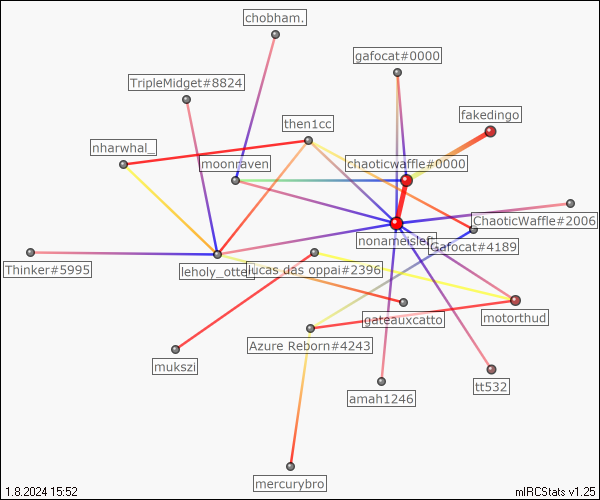 chobham.
gafocat#0000
TripleMidget#8824
fakedingo
then1cc
nharwhal_
moonraven
chaoticwaffle#0000
ChaoticWaffle#2006
nonameisleft
Gafocat#4189
Thinker#5995
leholy_otter
lucas das oppai#2396
gateauxcatto
motorthud
Azure Reborn#4243
mukszi
tt532
amah1246
mercurybro
1.8.2024 15:52
mIRCStats v1.25